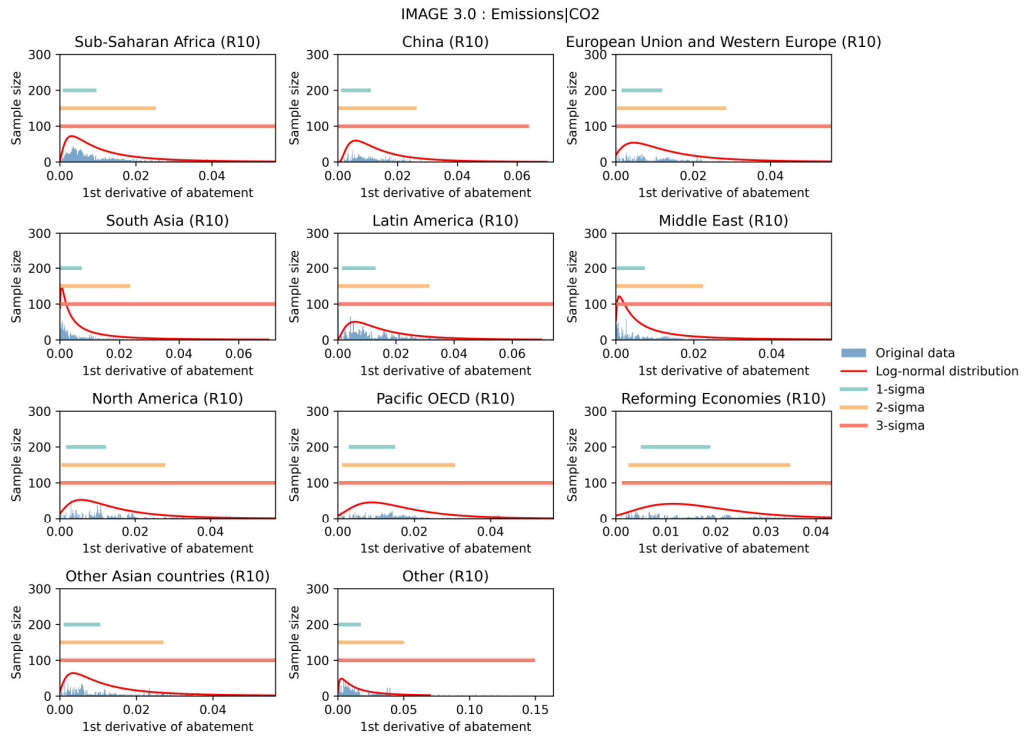 IMAGE 3.0 : Emissions|CO2
Sub-Saharan Africa (R10)
300
200
100
0
Sample size
0.00 0.02 0.04
1st derivative of abatement
China (R10)
300
200
100
0
Sample size
0.00 0.02 0.04 0.06
1st derivative of abatement
European Union and Western Europe (R10)
300
200
100
0
Sample size
0.00 0.02 0.04
1st derivative of abatement
South Asia (R10)
300
200
100
0
Sample size
0.00 0.02 0.04 0.06
1st derivative of abatement
Latin America (R10)
300
200
100
0
Sample size
0.00 0.02 0.04 0.06
1st derivative of abatement
Middle East (R10)
300
200
100
0
Sample size
0.00 0.02 0.04
1st derivative of abatement
Original data
Log-normal distribution
1-sigma
2-sigma
3-sigma
North America (R10)
300
200
100
0
Sample size
0.00 0.02 0.04
1st derivative of abatement
Pacific OECD (R10)
300
200
100
0
Sample size
0.00 0.02 0.04
1st derivative of abatement
Reforming Economies (R10)
300
200
100
0
Sample size
0.00 0.01 0.02 0.03 0.04
1st derivative of abatement
Other Asian countries (R10)
300
200
100
0
Sample size
0.00 0.02 0.04
1st derivative of abatement
Other (R10)
300
200
100
0
Sample size
0.00 0.05 0.10 0.15
1st derivative of abatement